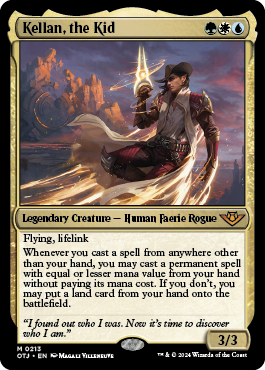 Kellan, the Kid
Legendary Creature — Human Faerie Rogue
Flying, lifelink
Whenever you cast a spell from anywhere other
than your hand, you may cast a permanent spell
with equal or lesser mana value from your hand
without paying its mana cost. If you don't, you
may put a land card from your hand onto the
battlefield.
"I found out who I was. Now it's time to discover
who I am."
3/3
M 0213
OTJ • EN Magali Villeneuve
™ & © 2024 Wizards of the Coast